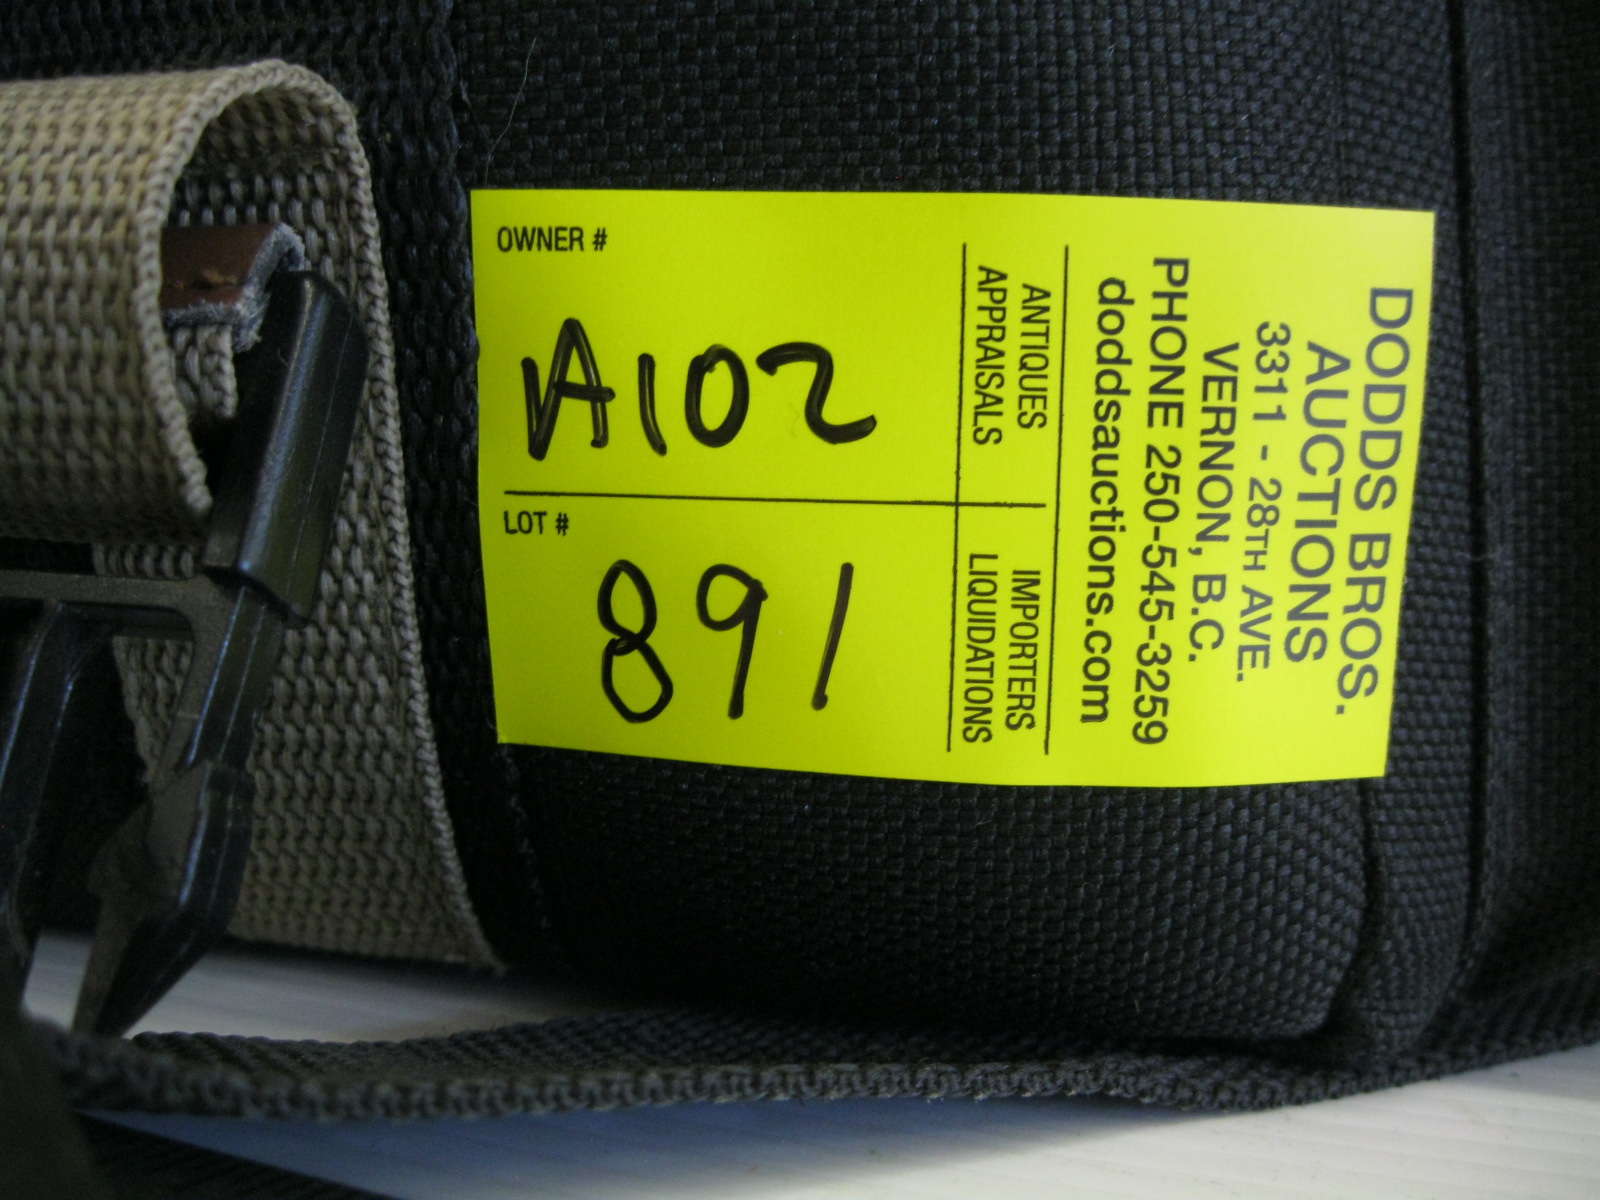 DODDS BROS.
AUCTIONS
3311 - 28TH AVE.
VERNON, B.C.
PHONE 250-545-3259
doddsauctions.com
ANTIQUES
APPRAISALS
IMPORTERS
LIQUIDATIONS
OWNER #
A102
LOT #
891